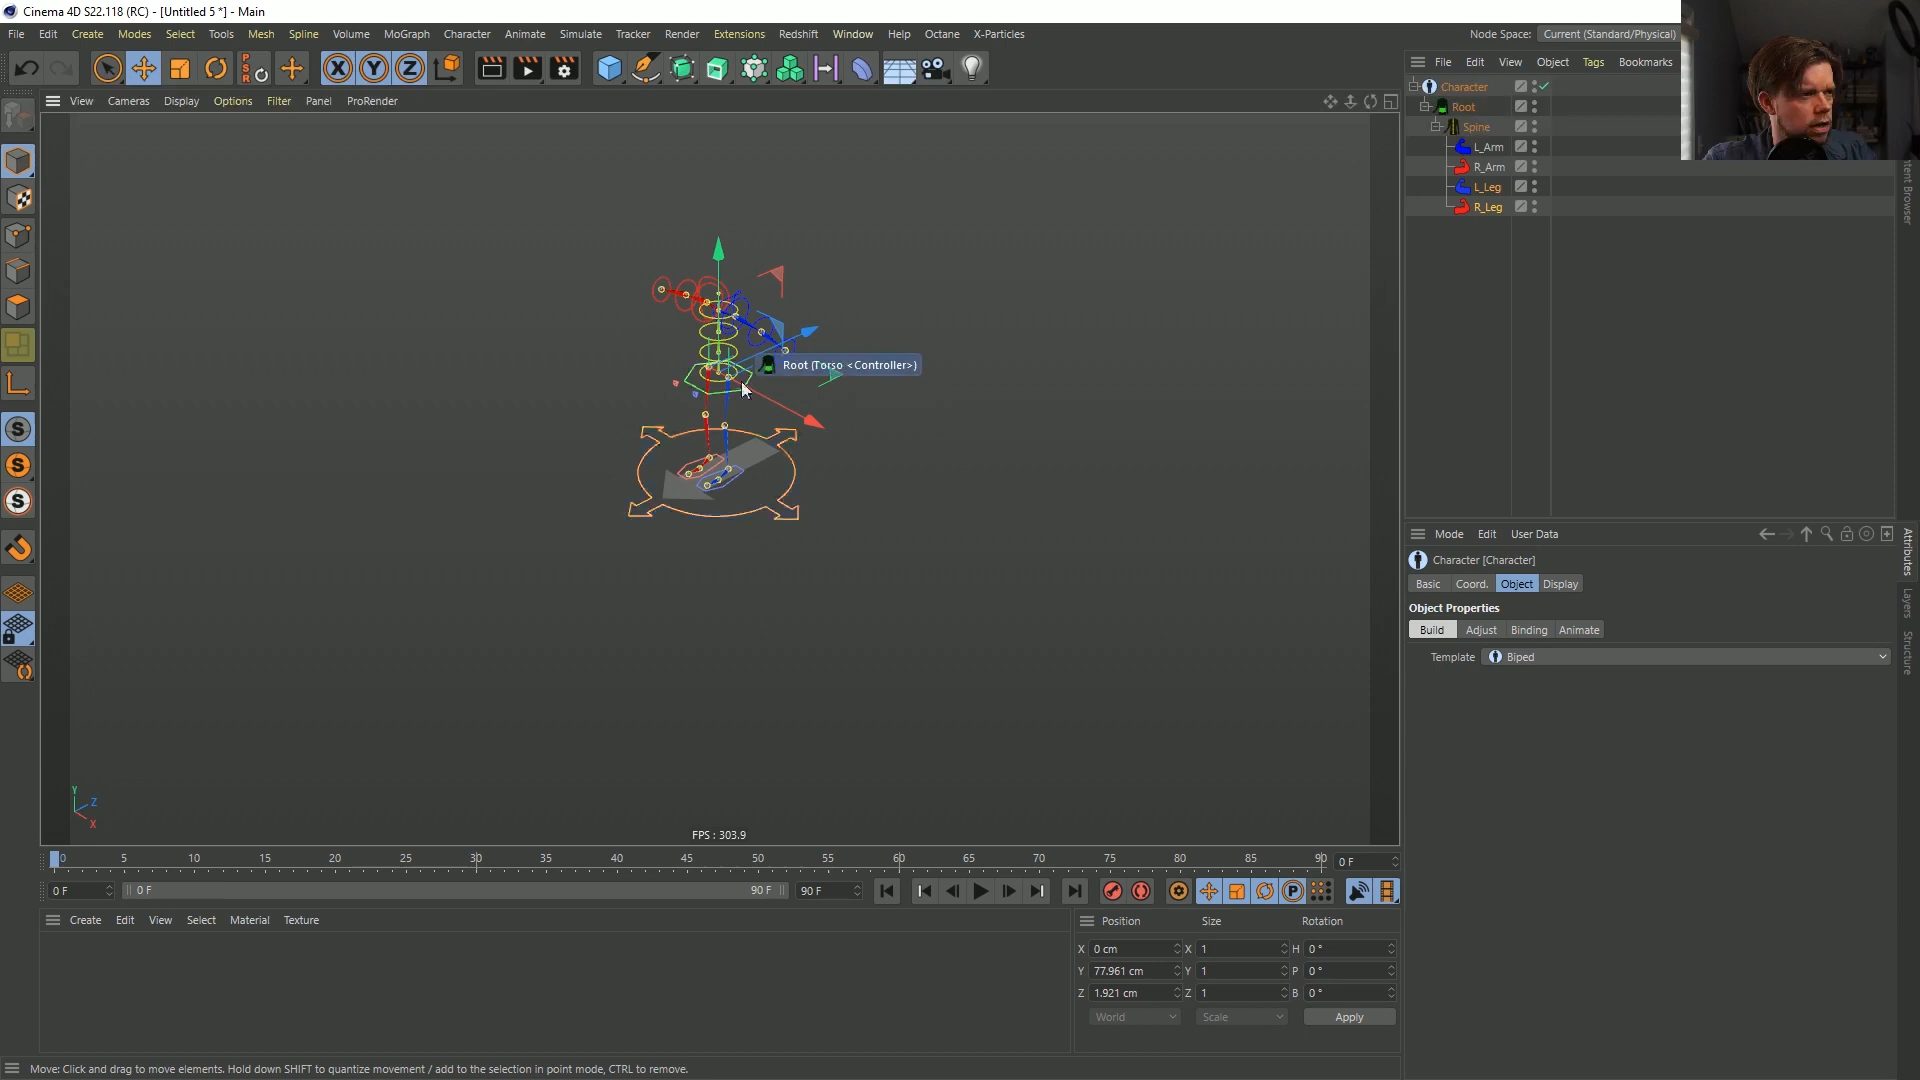 Cinema 4D S22.118 (RC) - [Untitled 5 *] - Main
File Edit Create Modes Select Tools Mesh Spline Volume MoGraph Character Animate Simulate Tracker Render Extensions Redshift Window Help Octane X-Particles
Node Space: Current (Standard/Physical)
PSR X Y Z
File Edit View Object Tags Bookmarks
View Cameras Display Options Filter Panel ProRender
Character
Root
Spine
L_Arm
R_Arm
L_Leg
R_Leg
Root (Torso <Controller>)
Mode Edit User Data
Character [Character]
Basic Coord. Object Display
Object Properties
Build Adjust Binding Animate
Template Biped
Attributes
Layers
Structure
S
S
S
Y
Z
X
FPS : 303.9
0 5 10 15 20 25 30 35 40 45 50 55 60 65 70 75 80 85 90 0 F
0 F 0 F 90 F 90 F P
Create Edit View Select Material Texture
Position Size Rotation
X 0 cm X 1 H 0 °
Y 77.961 cm Y 1 P 0 °
Z 1.921 cm Z 1 B 0 °
World Scale Apply
Move: Click and drag to move elements. Hold down SHIFT to quantize movement / add to the selection in point mode, CTRL to remove.